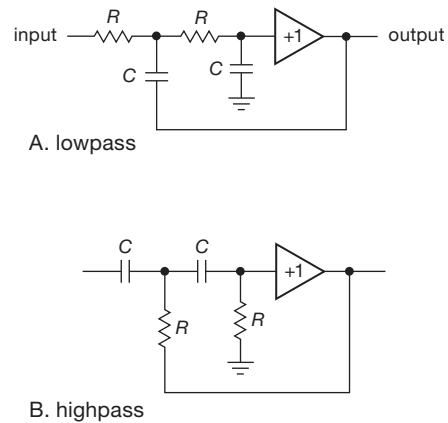 R R
input +1 output
C C
A. lowpass
C C
+1
R R
B. highpass